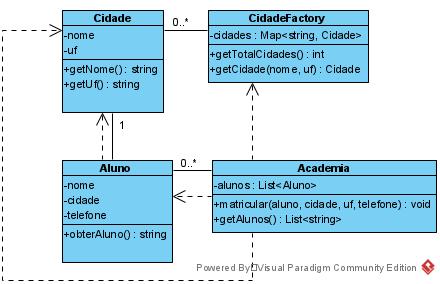 Cidade
-nome
-uf
+getNome() : string
+getUf() : string
0..*
CidadeFactory
-cidades : Map<string, Cidade>
+getTotalCidades() : int
+getCidade(nome, uf) : Cidade
1
Aluno
-nome
-cidade
-telefone
+obterAluno() : string
0..*
Academia
-alunos : List<Aluno>
+matricular(aluno, cidade, uf, telefone) : void
+getAlunos() : List<string>
Powered By Visual Paradigm Community Edition